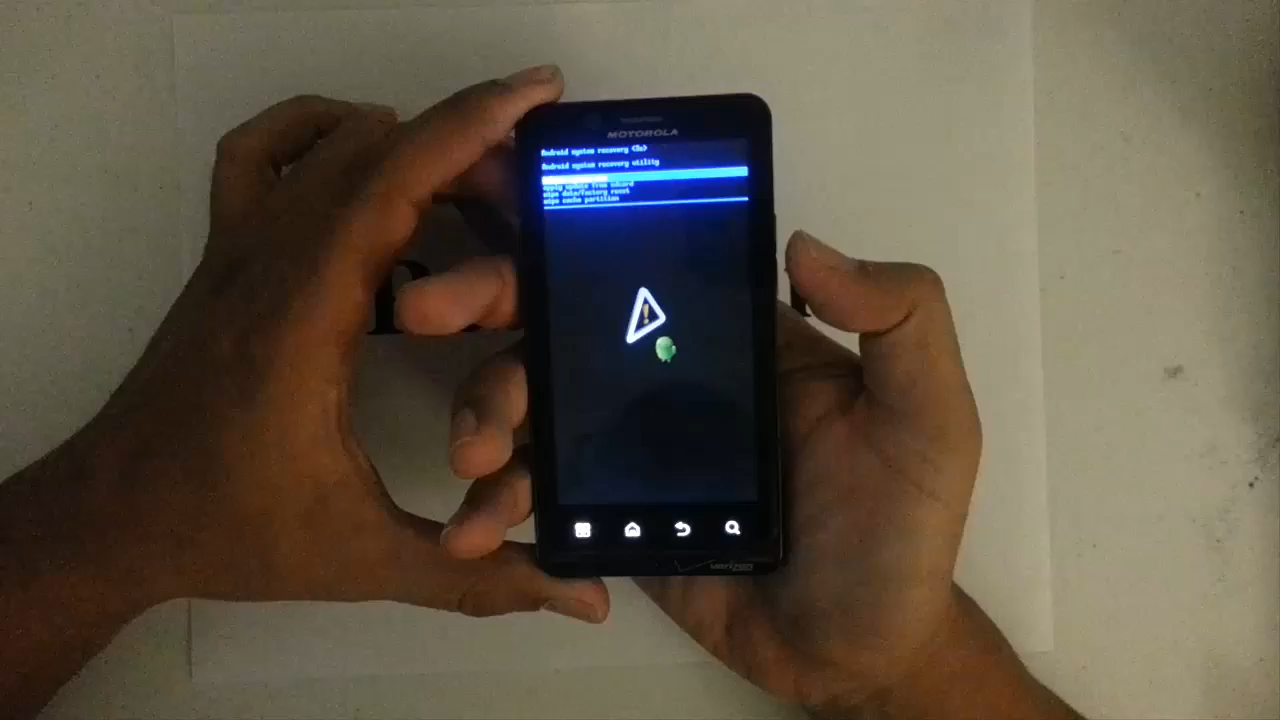 MOTOROLA
Android system recovery <3e>
Android system recovery utility
apply update from sdcard
wipe data/factory reset
wipe cache partition
verizon